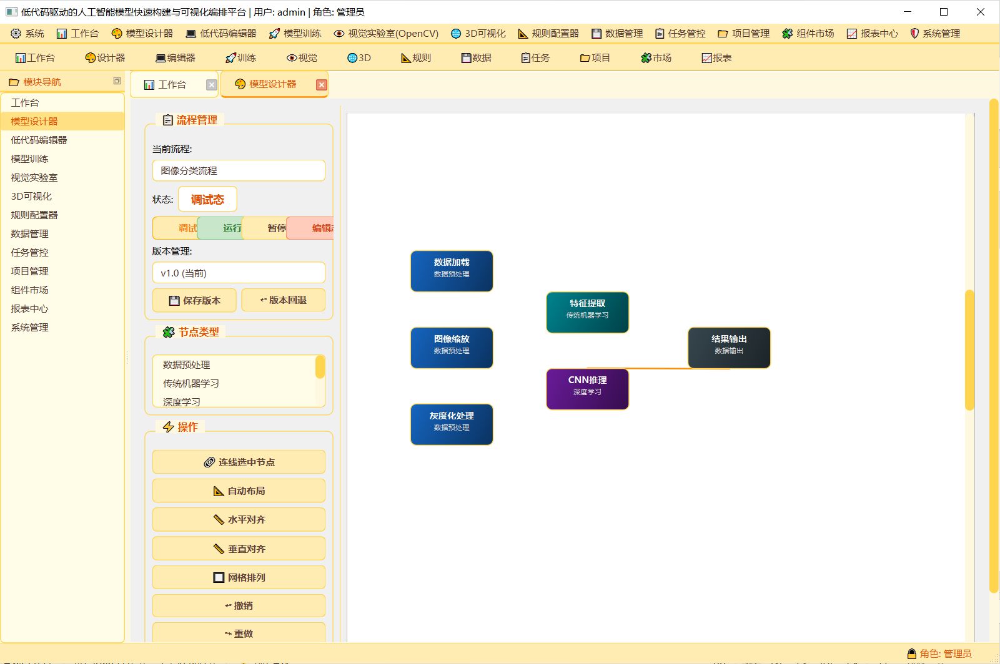 低代码驱动的人工智能模型快速构建与可视化编排平台 | 用户: admin | 角色: 管理员
系统 工作台 模型设计器 低代码编辑器 模型训练 视觉实验室(OpenCV) 3D可视化 规则配置器 数据管理 任务管控 项目管理 组件市场 报表中心 系统管理
工作台 设计器 编辑器 训练 视觉 3D 规则 数据 任务 项目 市场 报表
模块导航
工作台
模型设计器
低代码编辑器
模型训练
视觉实验室
3D可视化
规则配置器
数据管理
任务管控
项目管理
组件市场
报表中心
系统管理
工作台 模型设计器
流程管理
当前流程:
图像分类流程
状态: 调试态
调试 运行 暂停 编辑
版本管理:
v1.0 (当前)
保存版本 版本回退
节点类型
数据预处理
传统机器学习
深度学习
操作
连线选中节点
自动布局
水平对齐
垂直对齐
网格排列
撤销
重做
数据加载
数据预处理
特征提取
传统机器学习
图像缩放
数据预处理
结果输出
数据输出
CNN推理
深度学习
灰度化处理
数据预处理
角色: 管理员